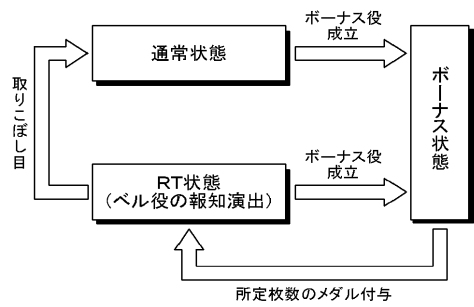 通常状態
ボーナス役
成立
取りこぼし目
ボーナス状態
RT状態
(ベル役の報知演出)
ボーナス役
成立
所定枚数のメダル付与